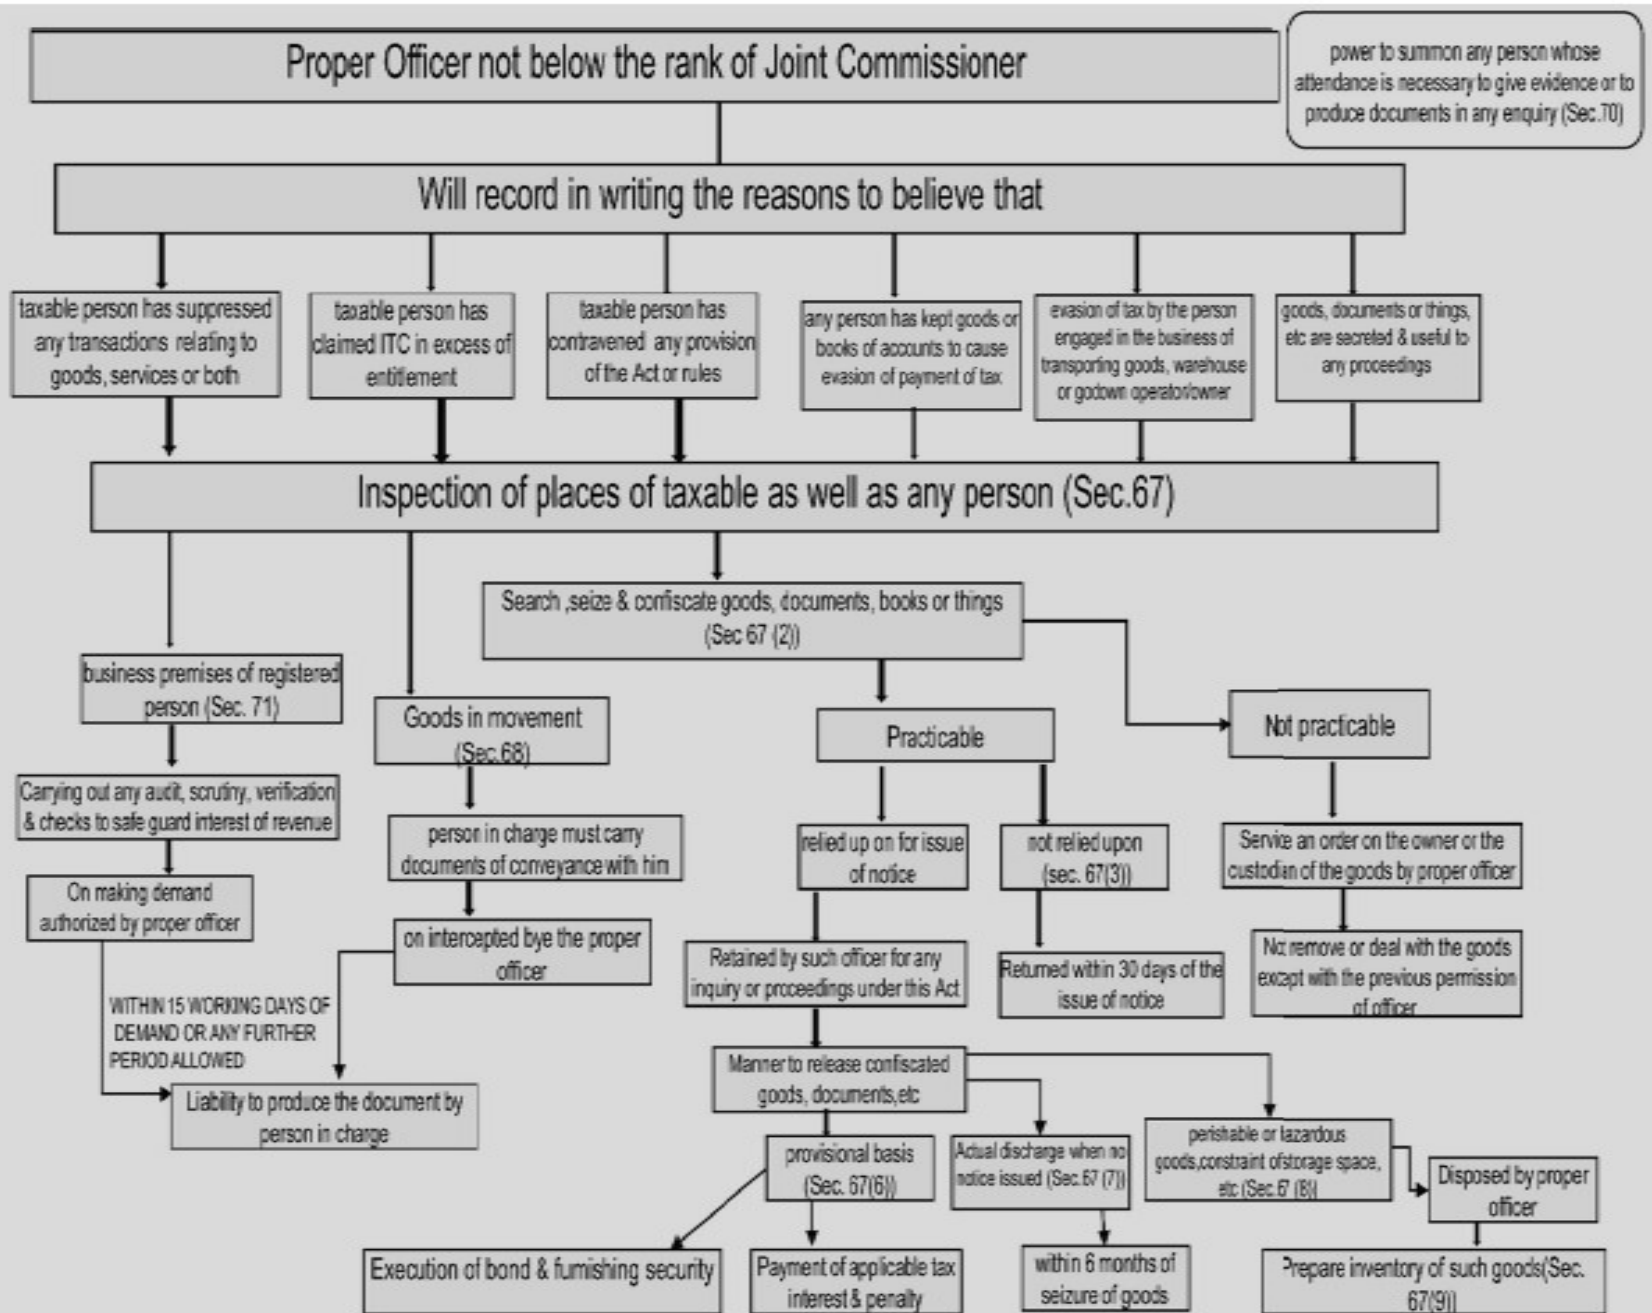 Proper Officer not below the rank of Joint Commissioner
power to summon any person whose
attendance is necessary to give evidence or to
produce documents in any enquiry (Sec.70)
Will record in writing the reasons to believe that
taxable person has suppressed
any transactions relating to
goods, services or both
taxable person has
claimed ITC in excess of
entitlement
taxable person has
contravened any provision
of the Act or rules
any person has kept goods or
books of accounts to cause
evasion of payment of tax
evasion of tax by the person
engaged in the business of
transporting goods, warehouse
or godown operator/owner
goods, documents or things,
etc are secreted & useful to
any proceedings
Inspection of places of taxable as well as any person (Sec.67)
Search ,seize & confiscate goods, documents, books or things
(Sec 67 (2))
business premises of registered
person (Sec. 71)
Goods in movement
(Sec.68)
Practicable
Not practicable
Carrying out any audit, scrutiny, verification
& checks to safe guard interest of revenue
person in charge must carry
documents of conveyance with him
relied up on for issue
of notice
not relied upon
(sec. 67(3))
Service an order on the owner or the
custodian of the goods by proper officer
On making demand
authorized by proper officer
on intercepted bye the proper
officer
Retained by such officer for any
inquiry or proceedings under this Act
Returned within 30 days of the
issue of notice
Not remove or deal with the goods
except with the previous permission
of officer
WITHIN 15 WORKING DAYS OF
DEMAND OR ANY FURTHER
PERIOD ALLOWED
Liability to produce the document by
person in charge
Manner to release confiscated
goods, documents,etc
provisional basis
(Sec. 67(6))
Actual discharge when no
notice issued (Sec.67 (7))
perishable or hazardous
goods,constraint ofstorage space,
etc (Sec.67 (8))
Disposed by proper
officer
Execution of bond & furnishing security
Payment of applicable tax
interest & penalty
within 6 months of
seizure of goods
Prepare inventory of such goods(Sec.
67(9))